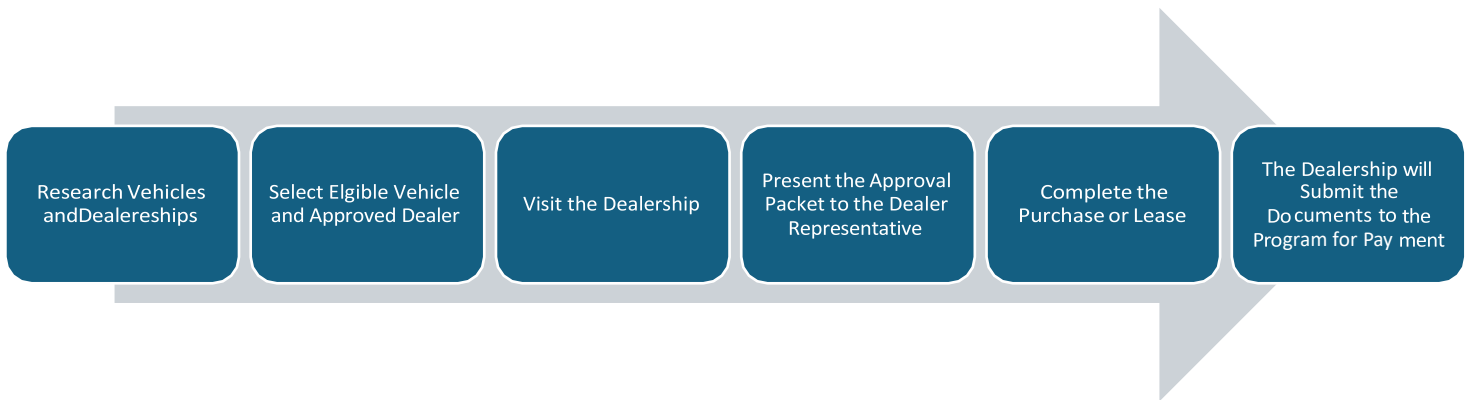 Research Vehicles
andDealereships
Select Elgible Vehicle
and Approved Dealer
Visit the Dealership
Present the Approval
Packet to the Dealer
Representative
Complete the
Purchase or Lease
The Dealership will
Submit the
Do cuments to the
Program for Pay ment